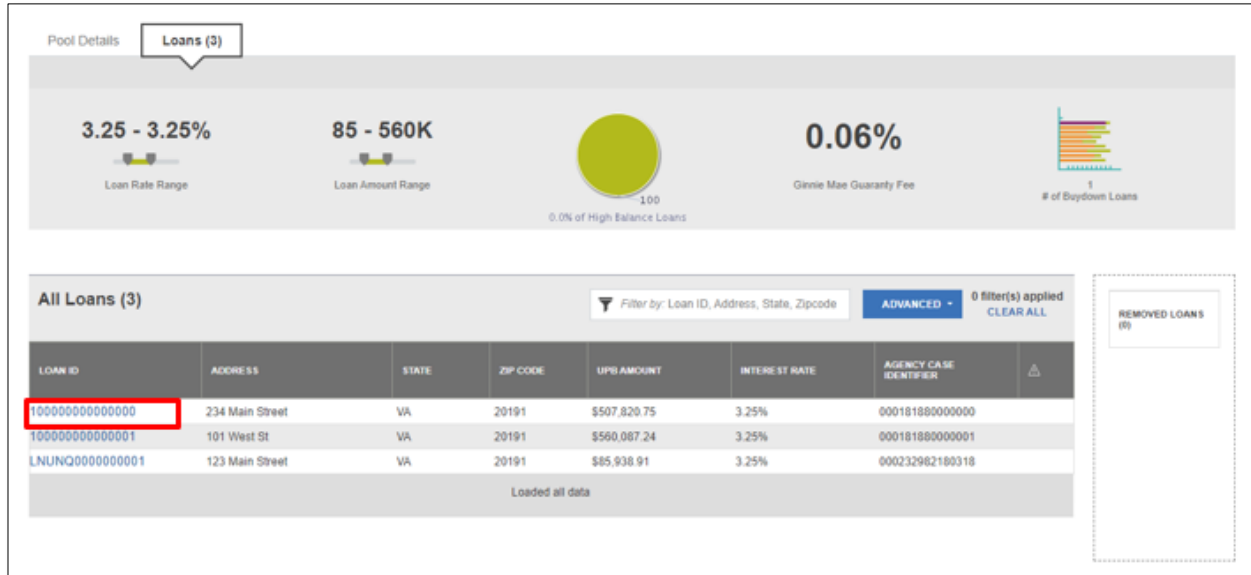 Pool Details Loans (3)
3.25 - 3.25%
Loan Rate Range
85 - 560K
Loan Amount Range
100
0.0% of High Balance Loans
0.06%
Ginnie Mae Guaranty Fee
1
# of Buydown Loans
All Loans (3)
Filter by: Loan ID, Address, State, Zipcode
ADVANCED
0 filter(s) applied
CLEAR ALL
REMOVED LOANS
(0)
LOAN ID ADDRESS STATE ZIP CODE UPB AMOUNT INTEREST RATE AGENCY CASE IDENTIFIER
100000000000000 234 Main Street VA 20191 $507,820.75 3.25% 000181880000000
100000000000001 101 West St VA 20191 $560,087.24 3.25% 000181880000001
LNUNQ0000000001 123 Main Street VA 20191 $85,938.91 3.25% 000232982180318
Loaded all data